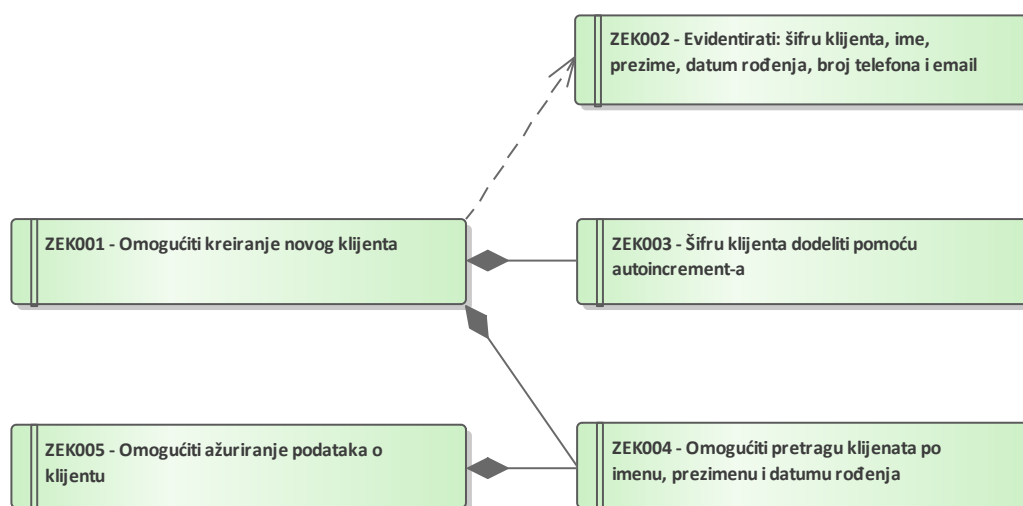 ZEK002 - Evidentirati: šifru klijenta, ime,
prezime, datum rođenja, broj telefona i email
ZEK001 - Omogućiti kreiranje novog klijenta
ZEK003 - Šifru klijenta dodeliti pomoću
autoincrement-a
ZEK005 - Omogućiti ažuriranje podataka o
klijentu
ZEK004 - Omogućiti pretragu klijenata po
imenu, prezimenu i datumu rođenja